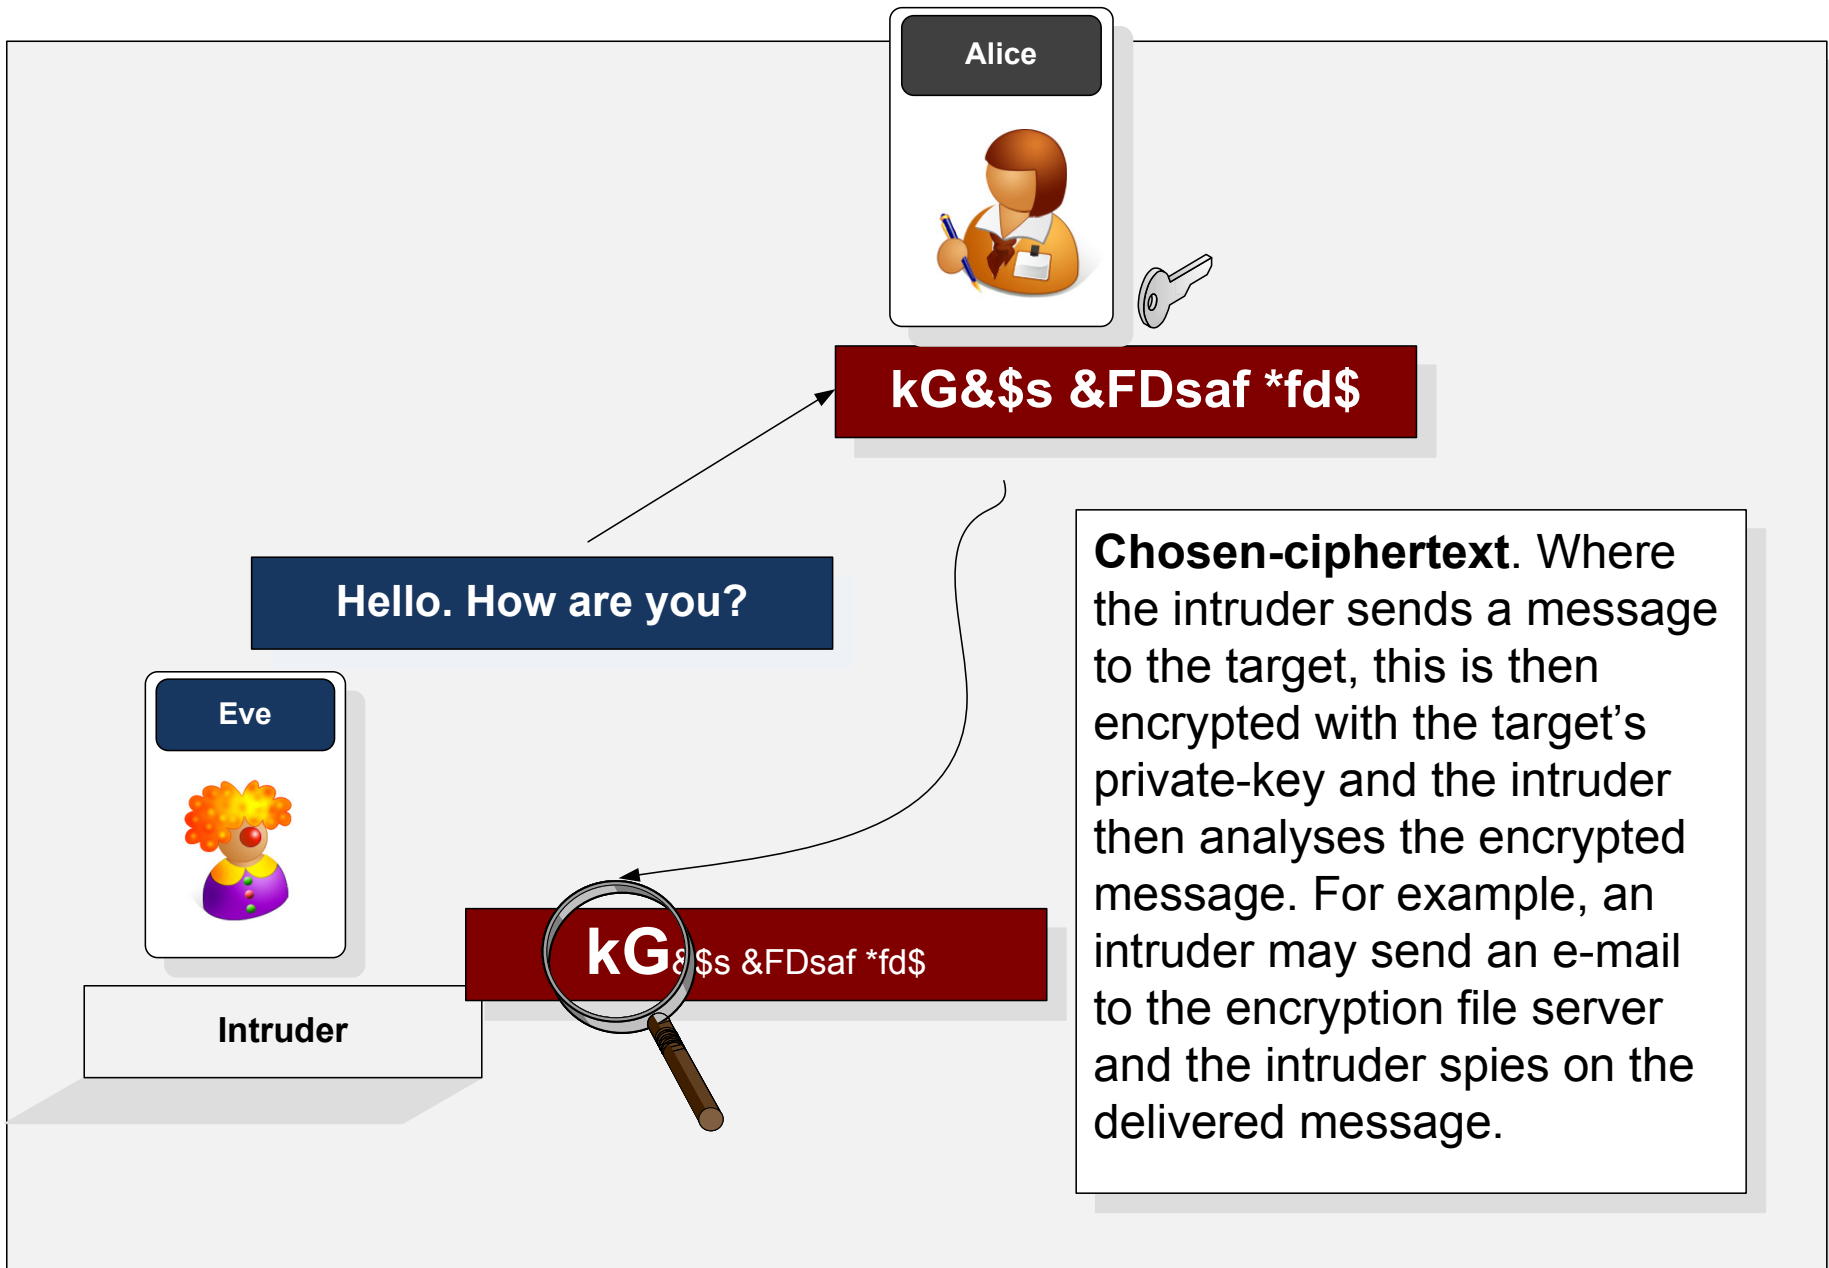 Alice
kG&$s &FDsaf *fd$
Hello. How are you?
Eve
kG&$s &FDsaf *fd$
Intruder
Chosen-ciphertext. Where
the intruder sends a message
to the target, this is then
encrypted with the target’s
private-key and the intruder
then analyses the encrypted
message. For example, an
intruder may send an e-mail
to the encryption file server
and the intruder spies on the
delivered message.